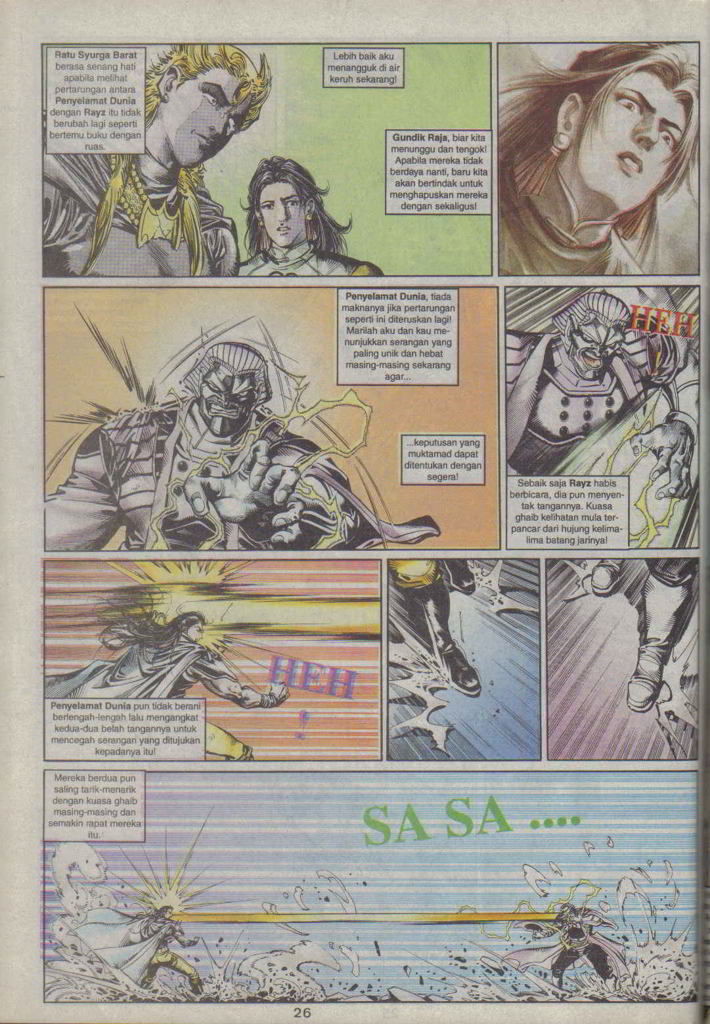 Ratu Syurga Barat
berasa senang hati
apabila melihat
pertarungan antara
Penyelamat Dunia
dengan Rayz itu tidak
berubah lagi seperti
bertemu buku dengan
ruas.
Lebih baik aku
menangguk di air
keruh sekarang!
Gundik Raja, biar kita
menunggu dan tengok!
Apabila mereka tidak
berdaya nanti, baru kita
akan bertindak untuk
menghapuskan mereka
dengan sekaligus!
Penyelamat Dunia, tiada
maknanya jika pertarungan
seperti ini diteruskan lagi!
Marilah aku dan kau me-
nunjukkan serangan yang
paling unik dan hebat
masing-masing sekarang
agar...
...keputusan yang
muktamad dapat
ditentukan dengan
segera!
HEH
Sebaik saja Rayz habis
berbicara, dia pun menyen-
tak tangannya. Kuasa
ghaib kelihatan mula ter-
pancar dari hujung kelima-
lima batang jarinya!
HEH
!
Penyelamat Dunia pun tidak berani
berlengah-lengah lalu mengangkat
kedua-dua belah tangannya untuk
mencegah serangan yang ditujukan
kepadanya itu!
Mereka berdua pun
saling tarik-menarik
dengan kuasa ghaib
masing-masing dan
semakin rapat mereka
itu.
SA SA ....
26